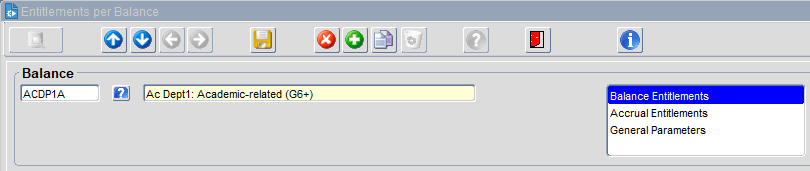 Entitlements per Balance
Balance
ACDP1A
Ac Dept1: Academic-related (G6+)
Balance Entitlements
Accrual Entitlements
General Parameters